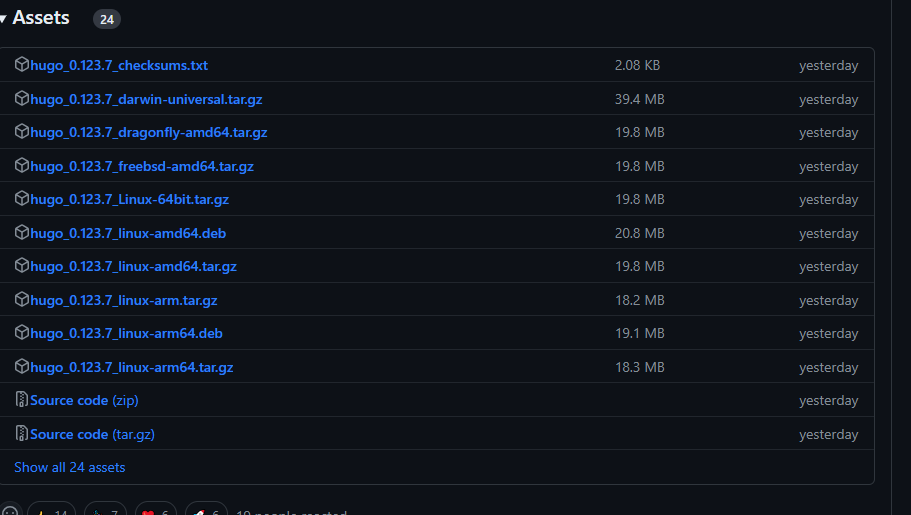 Assets 24
hugo_0.123.7_checksums.txt 2.08 KB yesterday
hugo_0.123.7_darwin-universal.tar.gz 39.4 MB yesterday
hugo_0.123.7_dragonfly-amd64.tar.gz 19.8 MB yesterday
hugo_0.123.7_freebsd-amd64.tar.gz 19.8 MB yesterday
hugo_0.123.7_Linux-64bit.tar.gz 19.8 MB yesterday
hugo_0.123.7_linux-amd64.deb 20.8 MB yesterday
hugo_0.123.7_linux-amd64.tar.gz 19.8 MB yesterday
hugo_0.123.7_linux-arm.tar.gz 18.2 MB yesterday
hugo_0.123.7_linux-arm64.deb 19.1 MB yesterday
hugo_0.123.7_linux-arm64.tar.gz 18.3 MB yesterday
Source code (zip) yesterday
Source code (tar.gz) yesterday
Show all 24 assets
14 7 6 6 people reacted